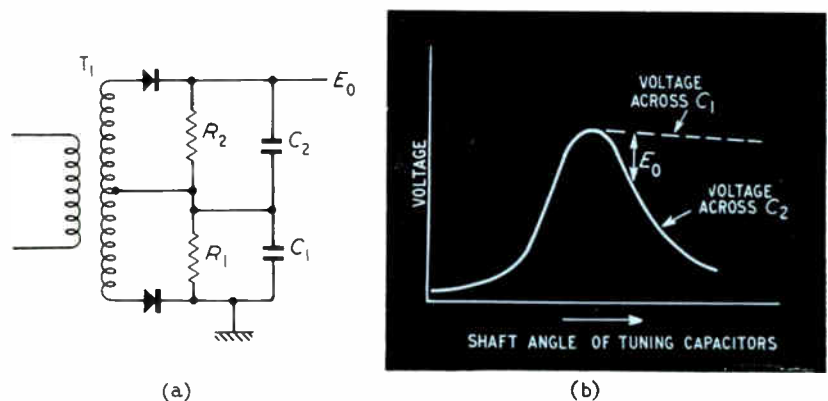 T1
E0
R2
C2
R1
C1
(a)
VOLTAGE
VOLTAGE
ACROSS C1
E0
VOLTAGE
ACROSS C2
SHAFT ANGLE OF TUNING CAPACITORS
(b)